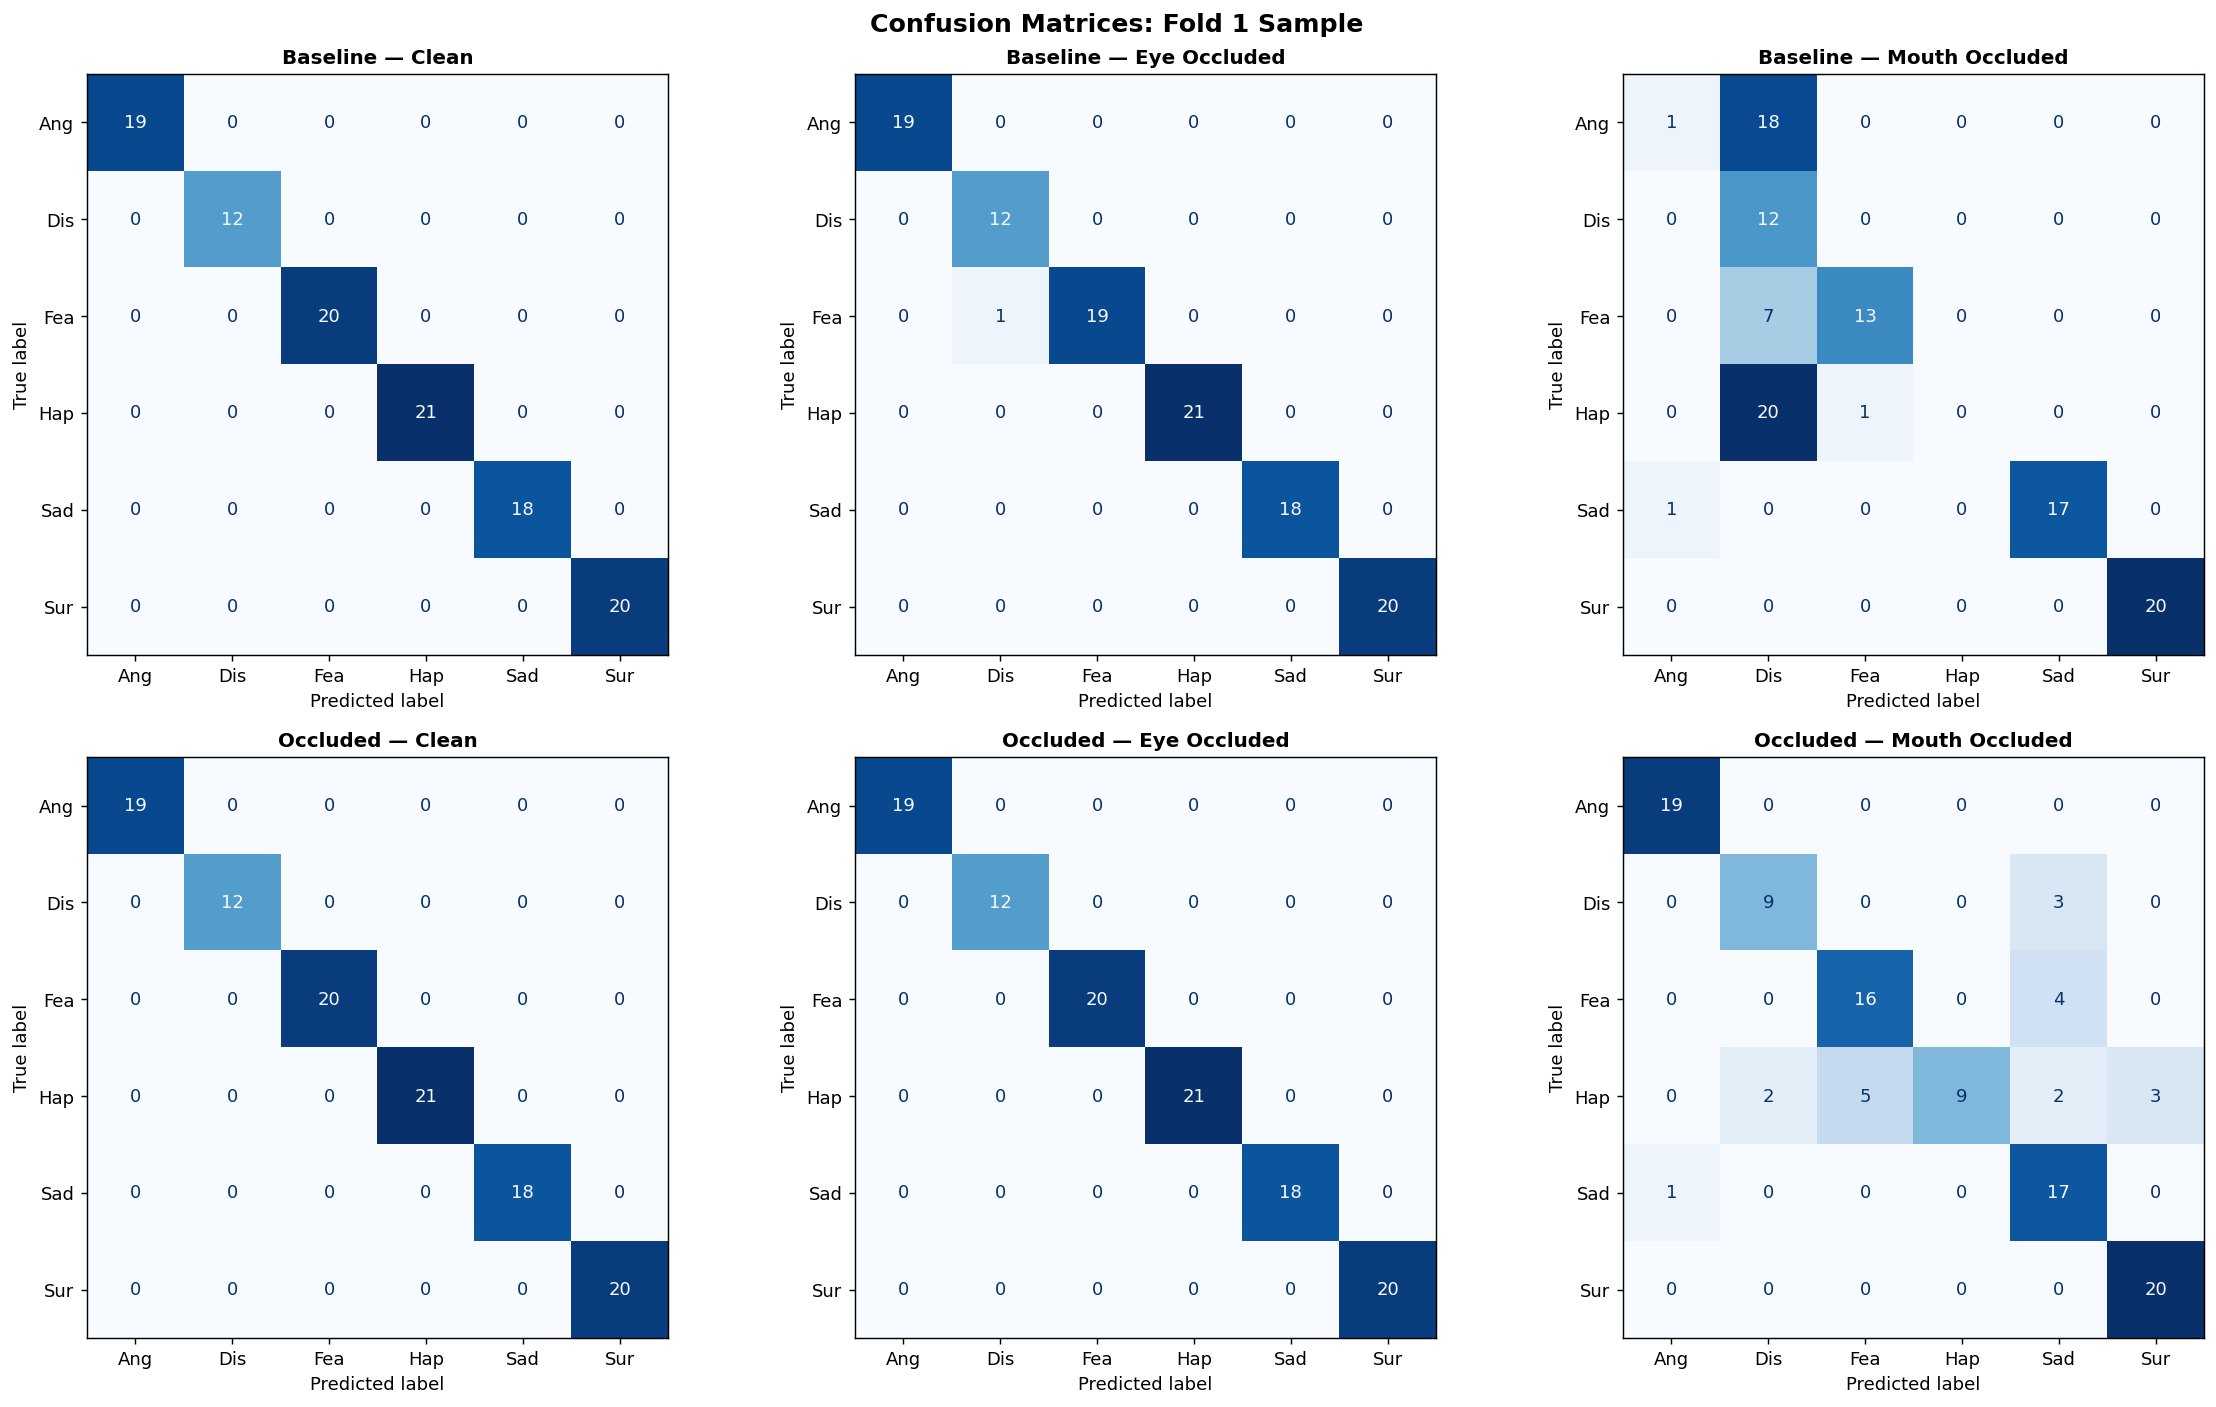 Confusion Matrices: Fold 1 Sample
Baseline — Clean
True label
Ang 19 0 0 0 0 0
Dis 0 12 0 0 0 0
Fea 0 0 20 0 0 0
Hap 0 0 0 21 0 0
Sad 0 0 0 0 18 0
Sur 0 0 0 0 0 20
Ang Dis Fea Hap Sad Sur
Predicted label
Baseline — Eye Occluded
True label
Ang 19 0 0 0 0 0
Dis 0 12 0 0 0 0
Fea 0 1 19 0 0 0
Hap 0 0 0 21 0 0
Sad 0 0 0 0 18 0
Sur 0 0 0 0 0 20
Ang Dis Fea Hap Sad Sur
Predicted label
Baseline — Mouth Occluded
True label
Ang 1 18 0 0 0 0
Dis 0 12 0 0 0 0
Fea 0 7 13 0 0 0
Hap 0 20 1 0 0 0
Sad 1 0 0 0 17 0
Sur 0 0 0 0 0 20
Ang Dis Fea Hap Sad Sur
Predicted label
Occluded — Clean
True label
Ang 19 0 0 0 0 0
Dis 0 12 0 0 0 0
Fea 0 0 20 0 0 0
Hap 0 0 0 21 0 0
Sad 0 0 0 0 18 0
Sur 0 0 0 0 0 20
Ang Dis Fea Hap Sad Sur
Predicted label
Occluded — Eye Occluded
True label
Ang 19 0 0 0 0 0
Dis 0 12 0 0 0 0
Fea 0 0 20 0 0 0
Hap 0 0 0 21 0 0
Sad 0 0 0 0 18 0
Sur 0 0 0 0 0 20
Ang Dis Fea Hap Sad Sur
Predicted label
Occluded — Mouth Occluded
True label
Ang 19 0 0 0 0 0
Dis 0 9 0 0 3 0
Fea 0 0 16 0 4 0
Hap 0 2 5 9 2 3
Sad 1 0 0 0 17 0
Sur 0 0 0 0 0 20
Ang Dis Fea Hap Sad Sur
Predicted label